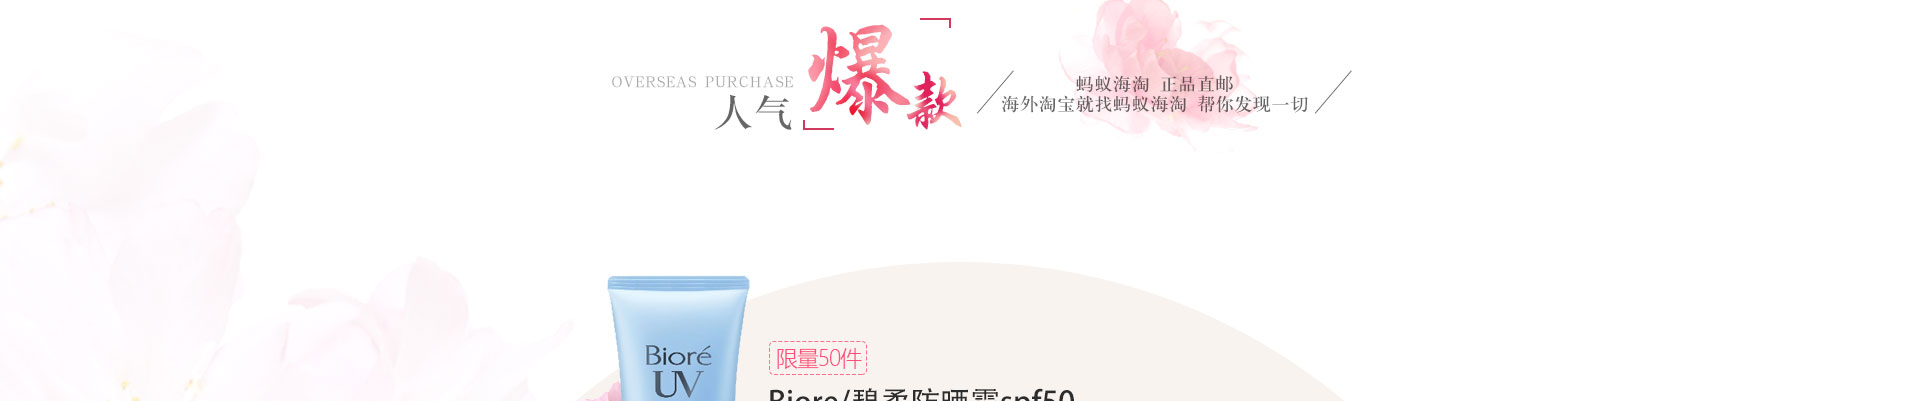 OVERSEAS PURCHASE
人气 爆款
蚂蚁海淘 正品直邮
海外淘宝就找蚂蚁海淘 帮你发现一切
Bioré
UV
限量50件
Biore/碧柔防晒霜spf50